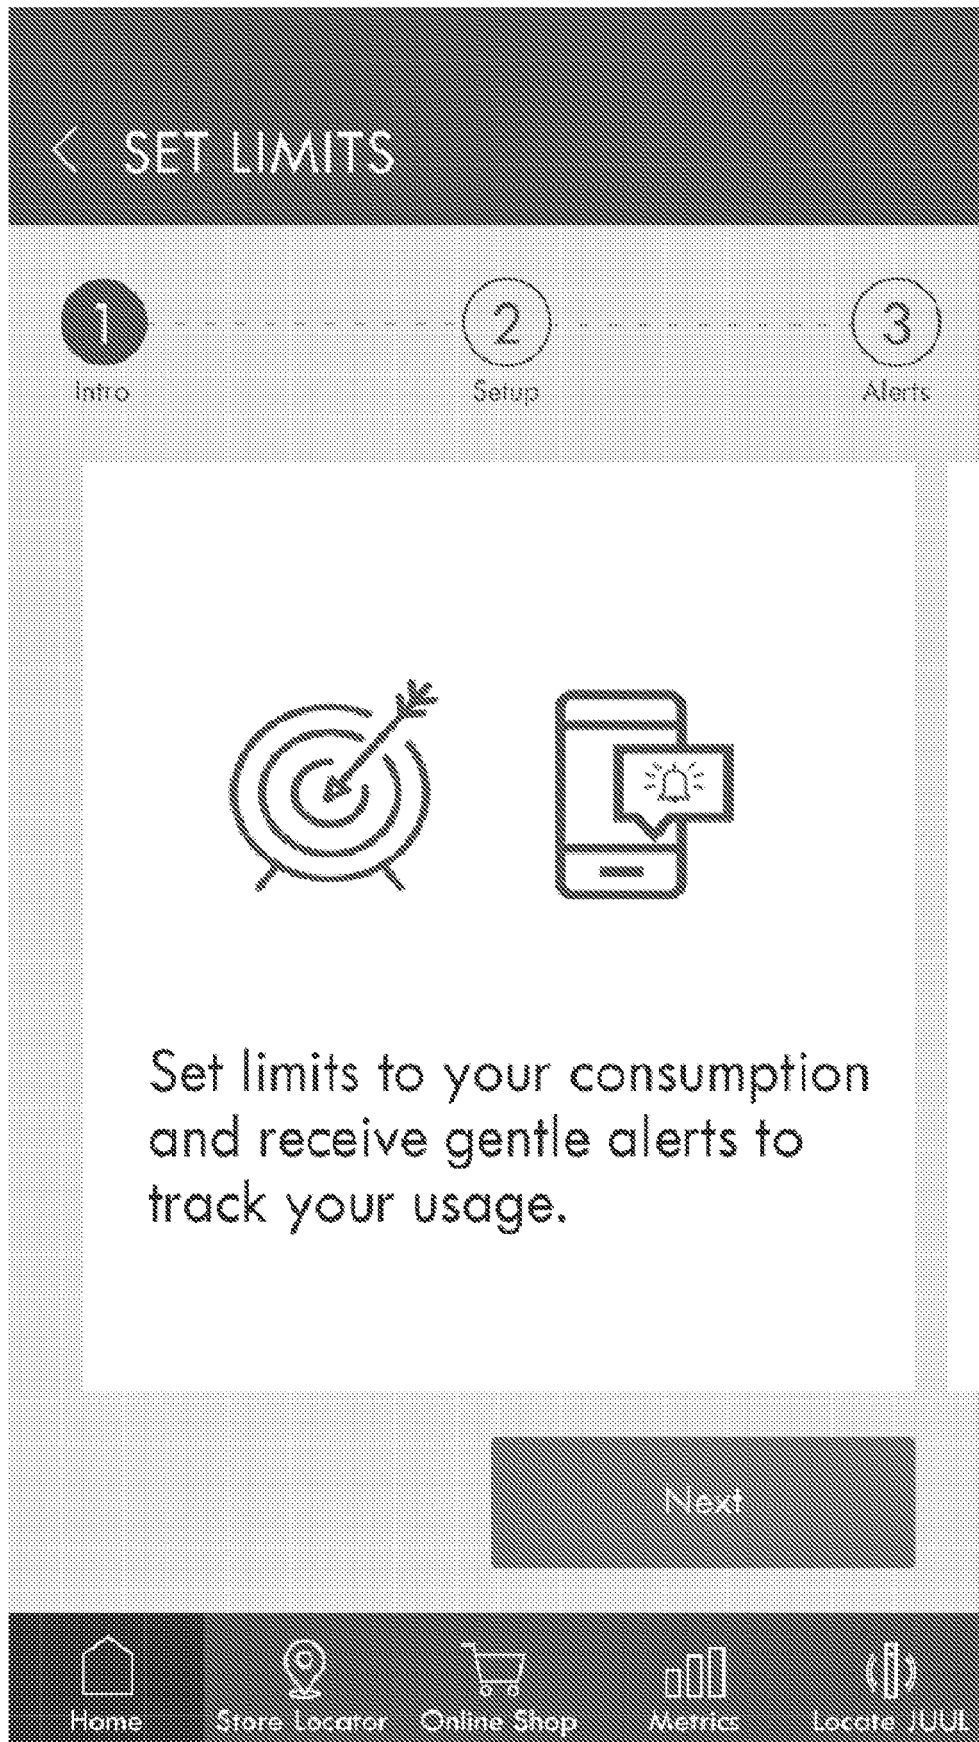 SET LIMITS
1 2 3
Intro Setup Alerts
Set limits to your consumption
and receive gentle alerts to
track your usage.
Next
Home Store Locator Online Shop Metrics Locate JUUL